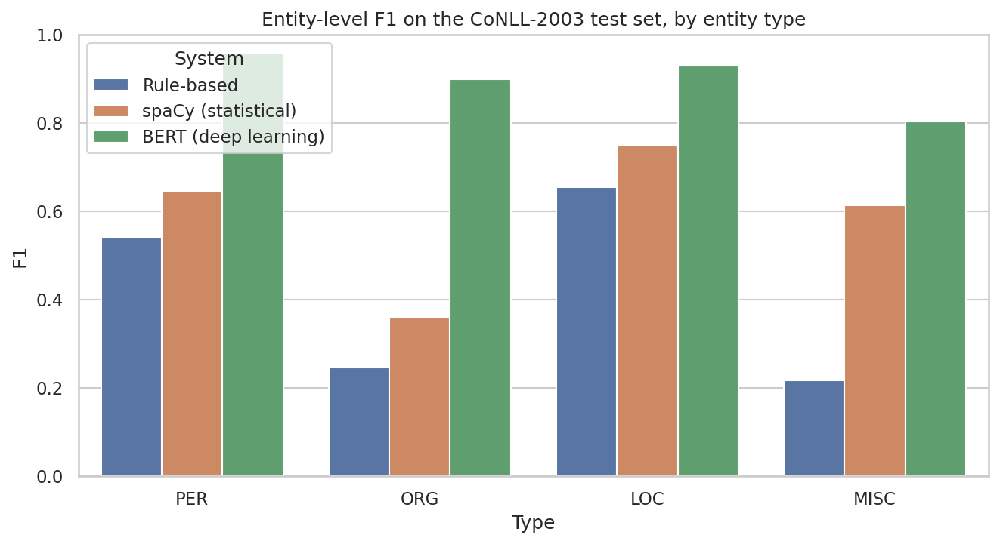 Entity-level F1 on the CoNLL-2003 test set, by entity type
1.0
System
Rule-based
spaCy (statistical)
BERT (deep learning)
0.8
0.6
F1
0.4
0.2
0.0
PER ORG LOC MISC
Type